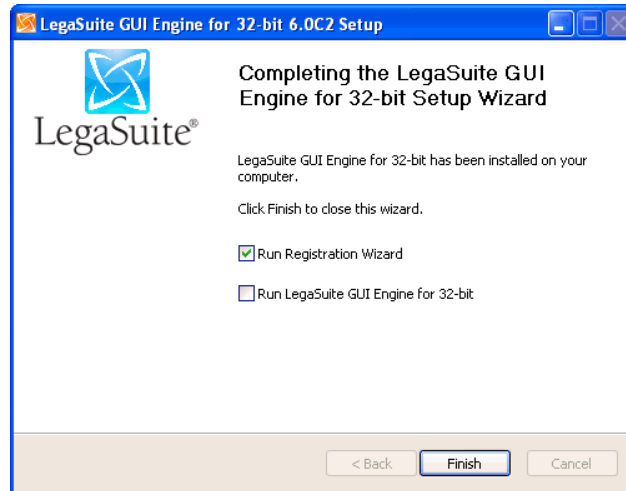 LegaSuite GUI Engine for 32-bit 6.0C2 Setup
LegaSuite®
Completing the LegaSuite GUI
Engine for 32-bit Setup Wizard
LegaSuite GUI Engine for 32-bit has been installed on your
computer.
Click Finish to close this wizard.
Run Registration Wizard
Run LegaSuite GUI Engine for 32-bit
< Back
Finish
Cancel